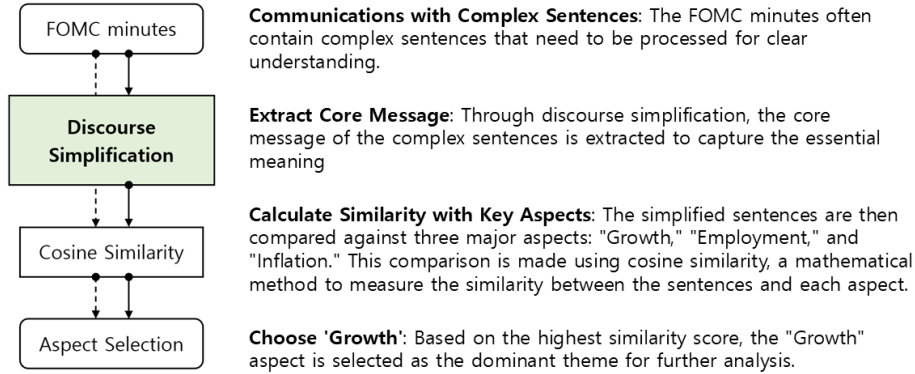 FOMC minutes
Communications with Complex Sentences: The FOMC minutes often
contain complex sentences that need to be processed for clear
understanding.
Discourse
Simplification
Extract Core Message: Through discourse simplification, the core
message of the complex sentences is extracted to capture the essential
meaning
Cosine Similarity
Calculate Similarity with Key Aspects: The simplified sentences are then
compared against three major aspects: "Growth," "Employment," and
"Inflation." This comparison is made using cosine similarity, a mathematical
method to measure the similarity between the sentences and each aspect.
Aspect Selection
Choose 'Growth': Based on the highest similarity score, the "Growth"
aspect is selected as the dominant theme for further analysis.